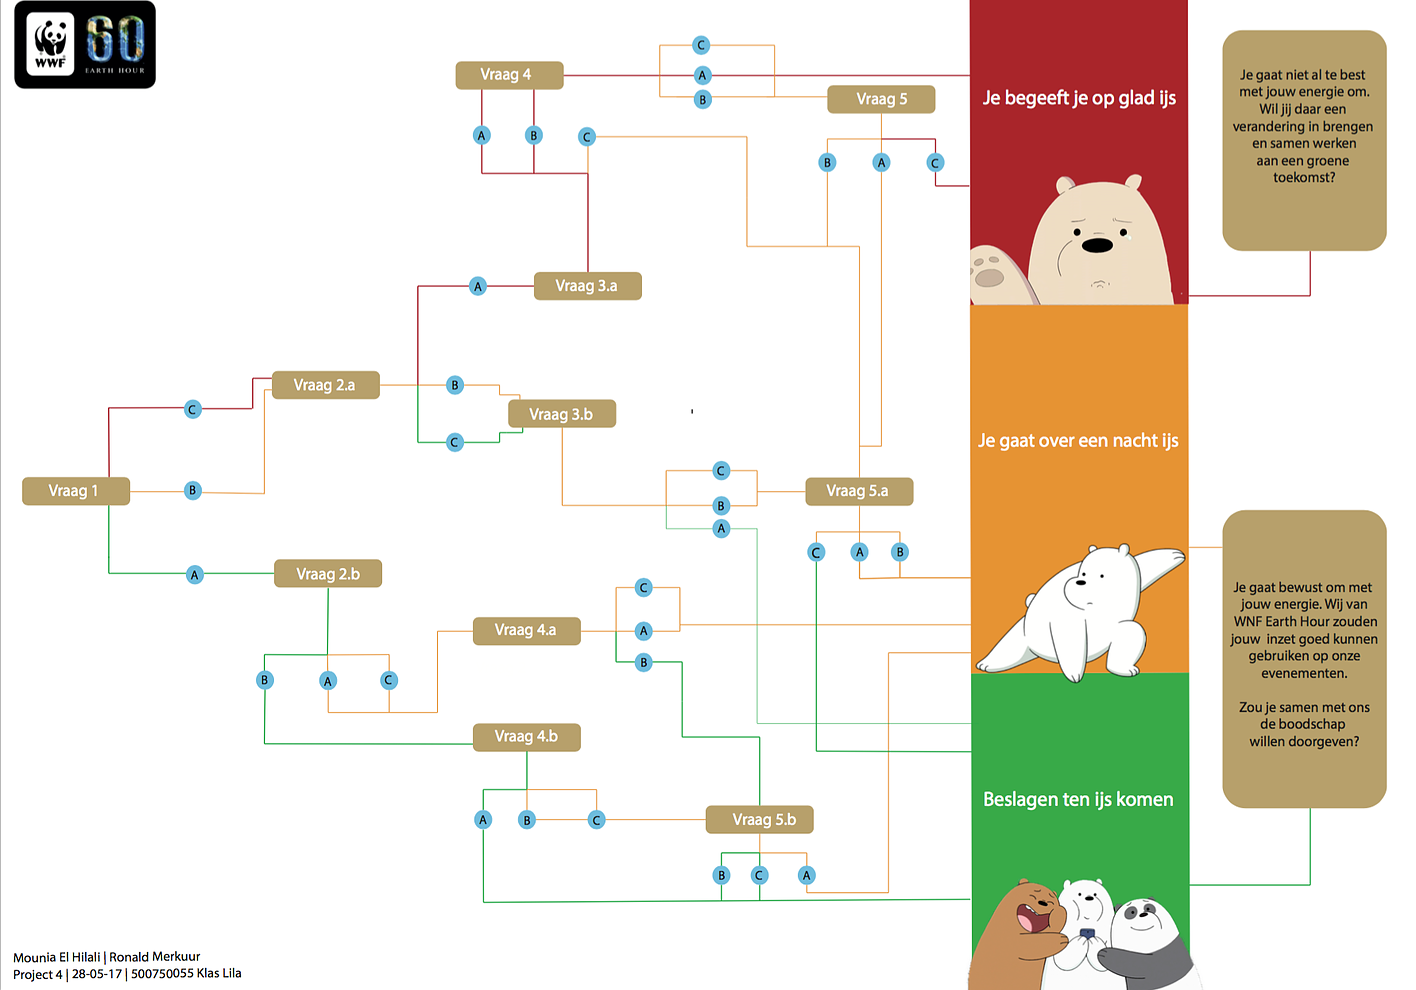 WWF
60
EARTH HOUR
Vraag 4
C
A
B
Vraag 5
A
B
C
B
A
C
Je begeeft je op glad ijs
Je gaat niet al te best
met jouw energie om.
Wil jij daar een
verandering in brengen
en samen werken
aan een groene
toekomst?
A
Vraag 3.a
Vraag 2.a
B
C
Vraag 3.b
C
Vraag 1
B
A
Vraag 2.b
C
B
A
Vraag 5.a
C
A
B
Je gaat over een nacht ijs
B
A
C
Vraag 4.a
C
A
B
Vraag 4.b
A
B
C
Vraag 5.b
B
C
A
Je gaat bewust om met
jouw energie. Wij van
WNF Earth Hour zouden
jouw inzet goed kunnen
gebruiken op onze
evenementen.
Zou je samen met ons
de boodschap
willen doorgeven?
Beslagen ten ijs komen
Mounia El Hilali | Ronald Merkuur
Project 4 | 28-05-17 | 500750055 Klas Lila